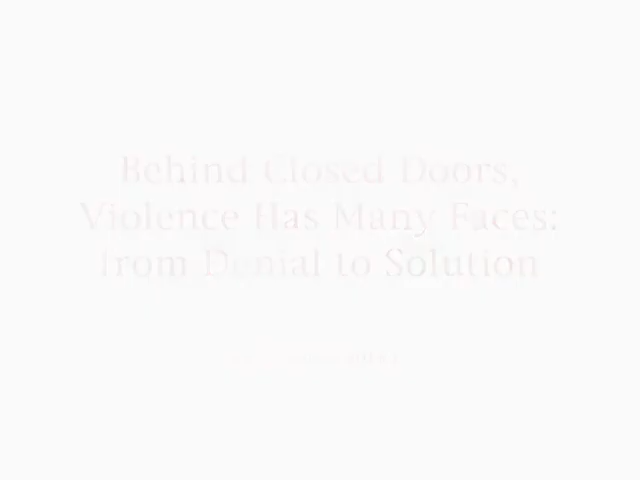 Behind Closed Doors,
Violence Has Many Faces:
from Denial to Solution